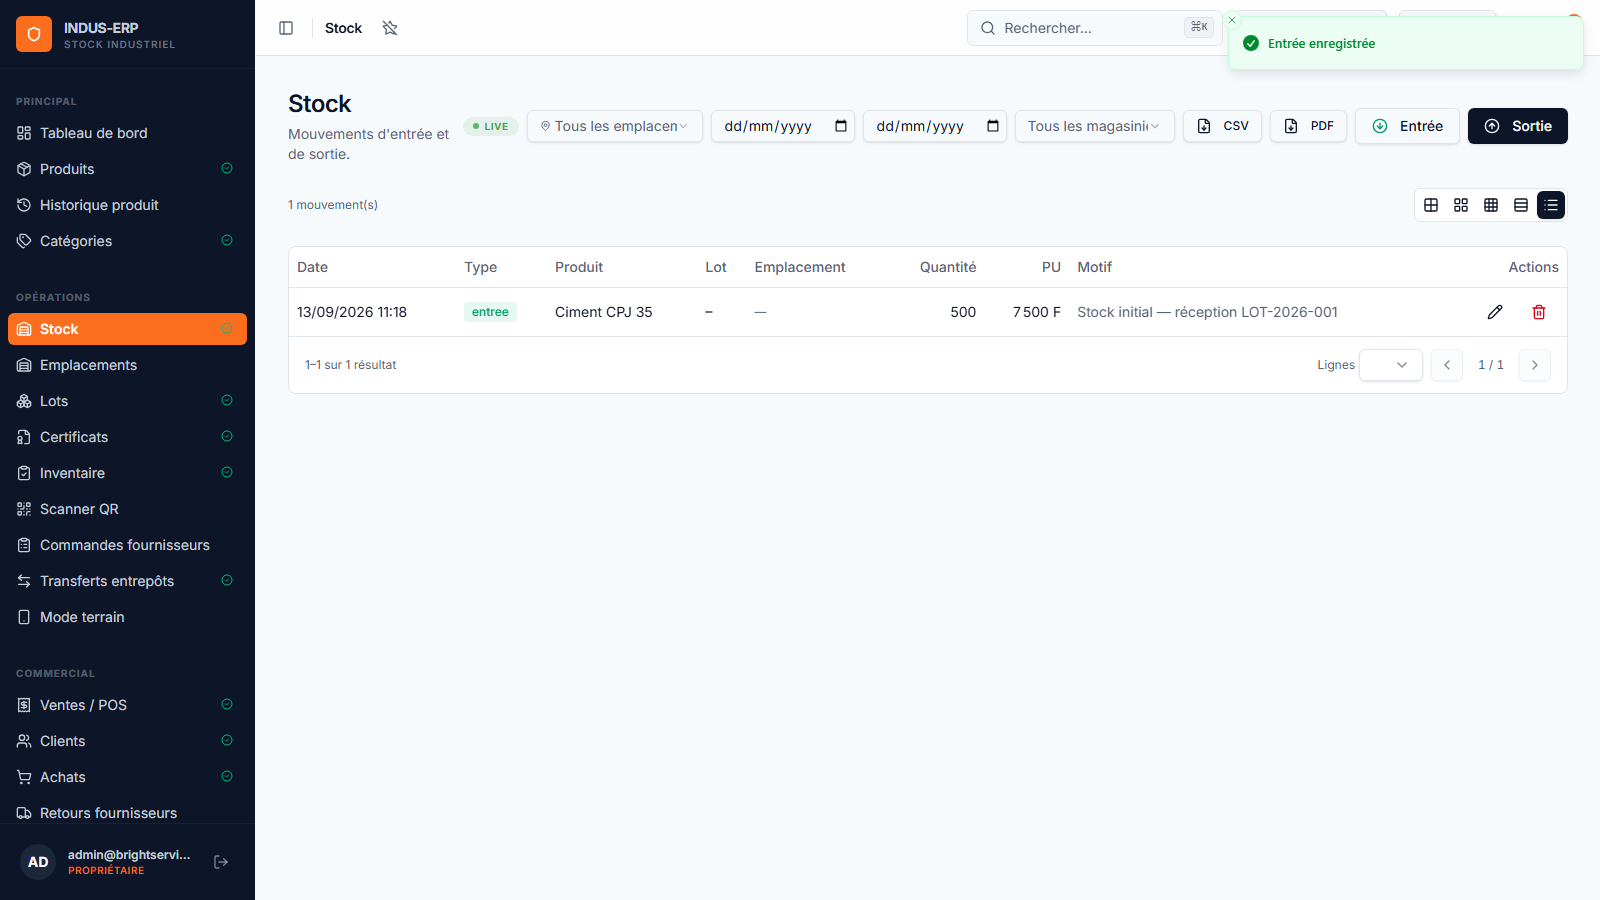 INDUS-ERP
STOCK INDUSTRIEL
PRINCIPAL
Tableau de bord
Produits
Historique produit
Catégories
OPÉRATIONS
Stock
Emplacements
Lots
Certificats
Inventaire
Scanner QR
Commandes fournisseurs
Transferts entrepôts
Mode terrain
COMMERCIAL
Ventes / POS
Clients
Achats
Retours fournisseurs
AD
admin@brightservi...
PROPRIÉTAIRE
Stock
Rechercher...
⌘K
Entrée enregistrée
Stock
Mouvements d'entrée et
de sortie.
LIVE
Tous les emplacem
dd/mm/yyyy
dd/mm/yyyy
Tous les magasini
CSV
PDF
Entrée
Sortie
1 mouvement(s)
Date Type Produit Lot Emplacement Quantité PU Motif Actions
13/09/2026 11:18 entree Ciment CPJ 35 – — 500 7 500 F Stock initial — réception LOT-2026-001
1–1 sur 1 résultat
Lignes
1 / 1